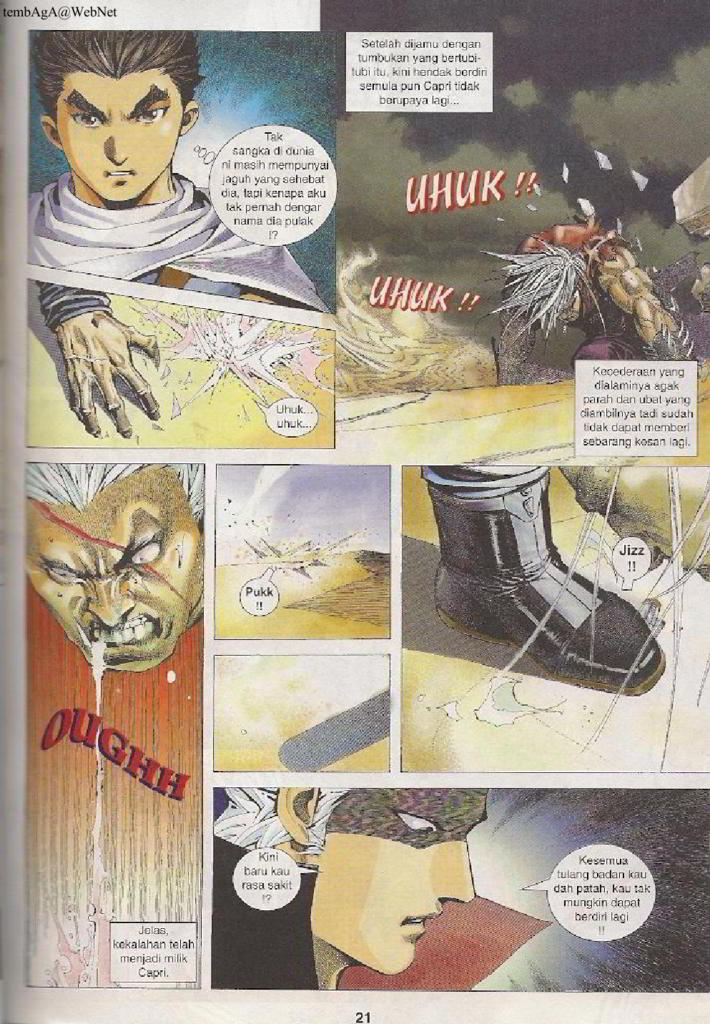 tembAgA@WebNet
Tak
sangka di dunia
ni masih mempunyai
jaguh yang sehebat
dia, tapi kenapa aku
tak pernah dengar
nama dia pulak
!?
Setelah dijamu dengan
tumbukan yang bertubi-
tubi itu, kini hendak berdiri
semula pun Capri tidak
berupaya lagi...
UHUK !!
UHUK !!
Uhuk...
uhuk...
Kecederaan yang
dialaminya agak
parah dan ubat yang
diambilnya tadi sudah
tidak dapat memberi
sebarang kesan lagi.
OUGHH
Jelas,
kekalahan telah
menjadi milik
Capri.
Pukk
!!
Jizz
!!
Kini
baru kau
rasa sakit
!?
Kesemua
tulang badan kau
dah patah, kau tak
mungkin dapat
berdiri lagi
!!
21